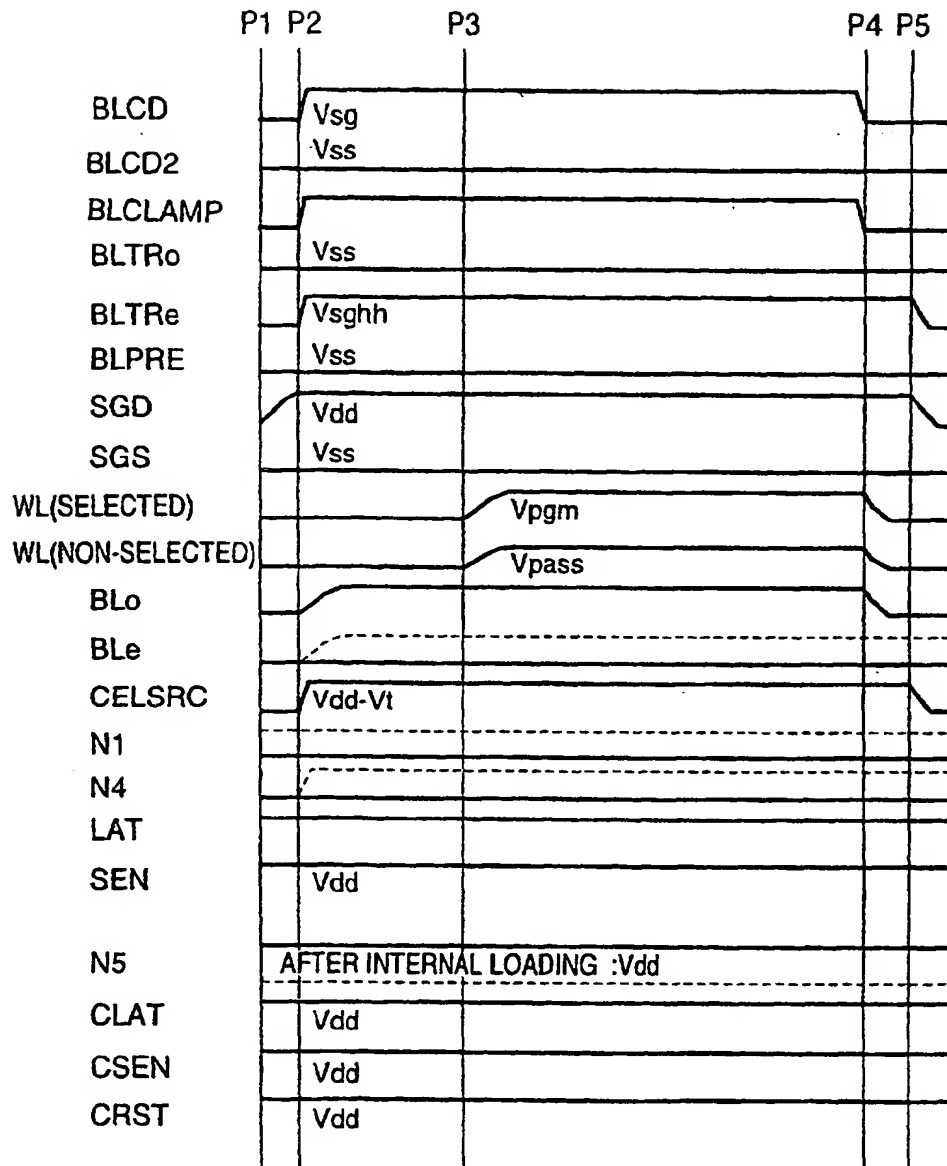 P1 P2 P3 P4 P5
BLCD Vsg
BLCD2 Vss
BLCLAMP
BLTRo Vss
BLTRe Vsghh
BLPRE Vss
SGD Vdd
SGS Vss
WL(SELECTED) Vpgm
WL(NON-SELECTED) Vpass
BLo
BLe
CELSRC Vdd-Vt
N1
N4
LAT
SEN Vdd
N5 AFTER INTERNAL LOADING :Vdd
CLAT Vdd
CSEN Vdd
CRST Vdd